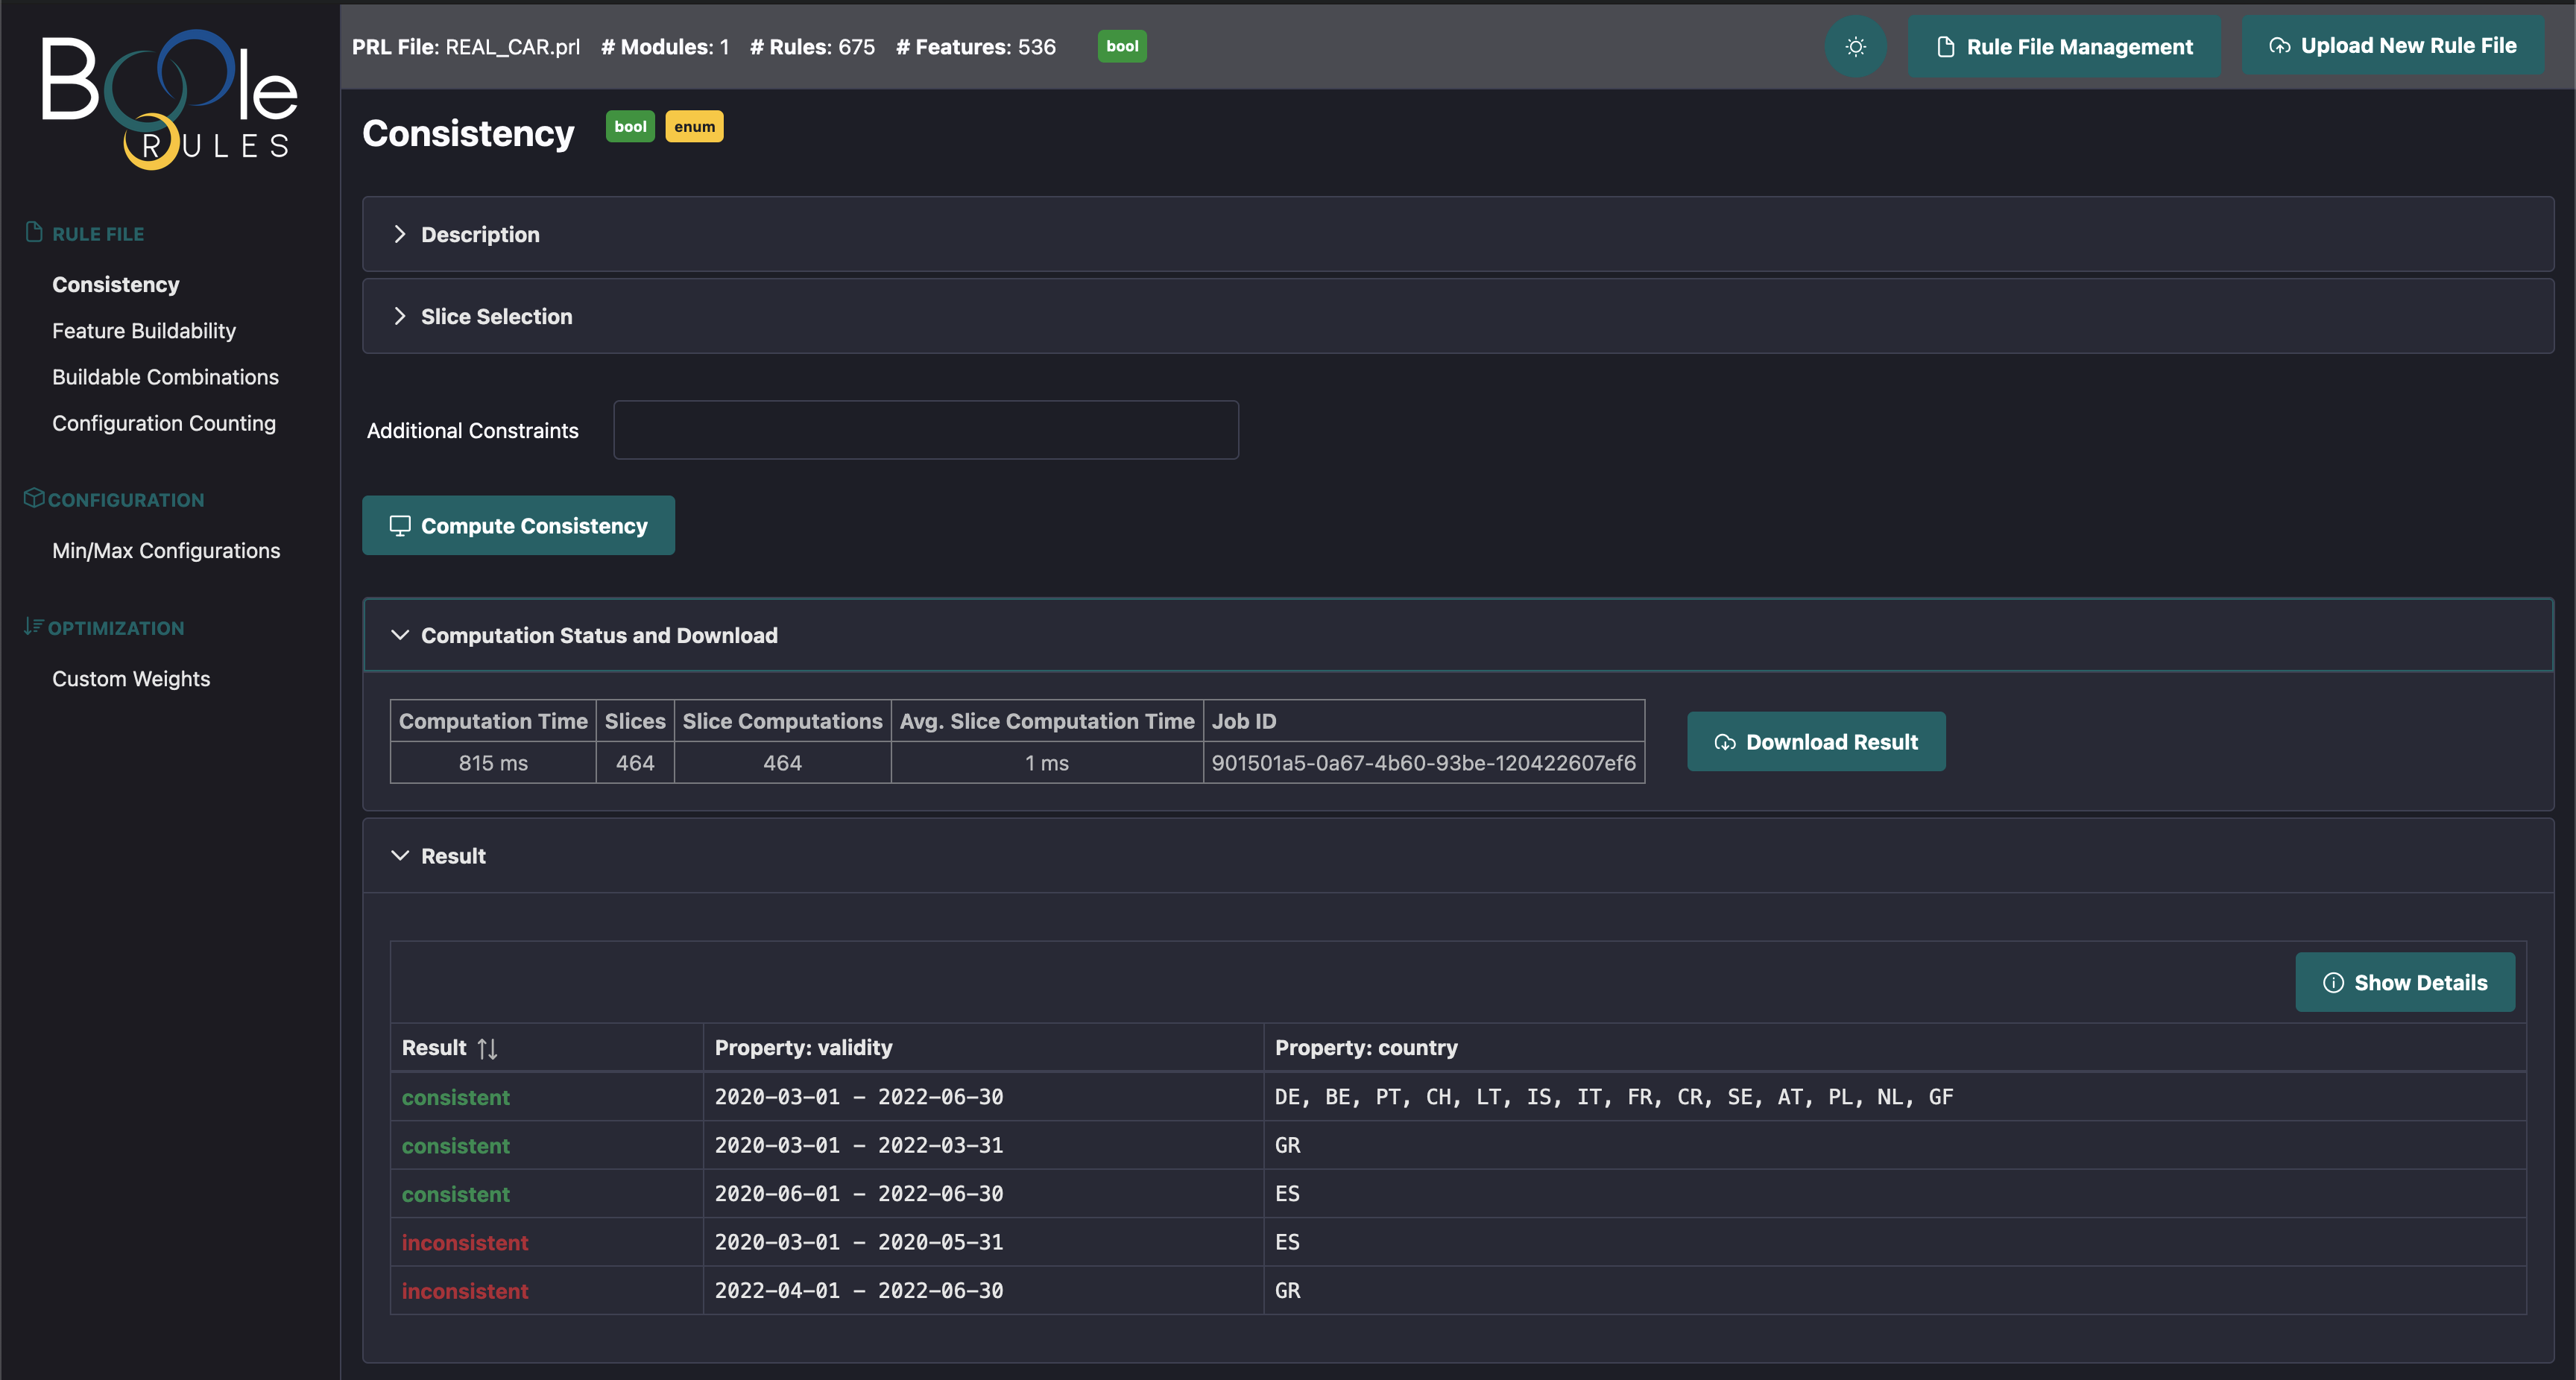 Boole
RULES
PRL File: REAL_CAR.prl # Modules: 1 # Rules: 675 # Features: 536 bool
Rule File Management
Upload New Rule File
RULE FILE
Consistency
Feature Buildability
Buildable Combinations
Configuration Counting
CONFIGURATION
Min/Max Configurations
OPTIMIZATION
Custom Weights
Consistency bool enum
Description
Slice Selection
Additional Constraints
Compute Consistency
Computation Status and Download
Computation Time Slices Slice Computations Avg. Slice Computation Time Job ID
815 ms 464 464 1 ms 901501a5-0a67-4b60-93be-120422607ef6
Download Result
Result
Show Details
Result Property: validity Property: country
consistent 2020-03-01 - 2022-06-30 DE, BE, PT, CH, LT, IS, IT, FR, CR, SE, AT, PL, NL, GF
consistent 2020-03-01 - 2022-03-31 GR
consistent 2020-06-01 - 2022-06-30 ES
inconsistent 2020-03-01 - 2020-05-31 ES
inconsistent 2022-04-01 - 2022-06-30 GR